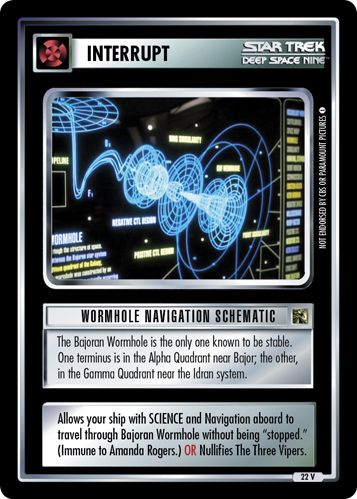 INTERRUPT
STAR TREK
DEEP SPACE NINE
NEGATIVE CTL REGION
POSITIVE CTL REGION
WORMHOLE
NOT ENDORSED BY CBS OR PARAMOUNT PICTURES
WORMHOLE NAVIGATION SCHEMATIC
The Bajoran Wormhole is the only one known to be stable.
One terminus is in the Alpha Quadrant near Bajor; the other,
in the Gamma Quadrant near the Idran system.
Allows your ship with SCIENCE and Navigation aboard to
travel through Bajoran Wormhole without being “stopped.”
(Immune to Amanda Rogers.) OR Nullifies The Three Vipers.
22 V